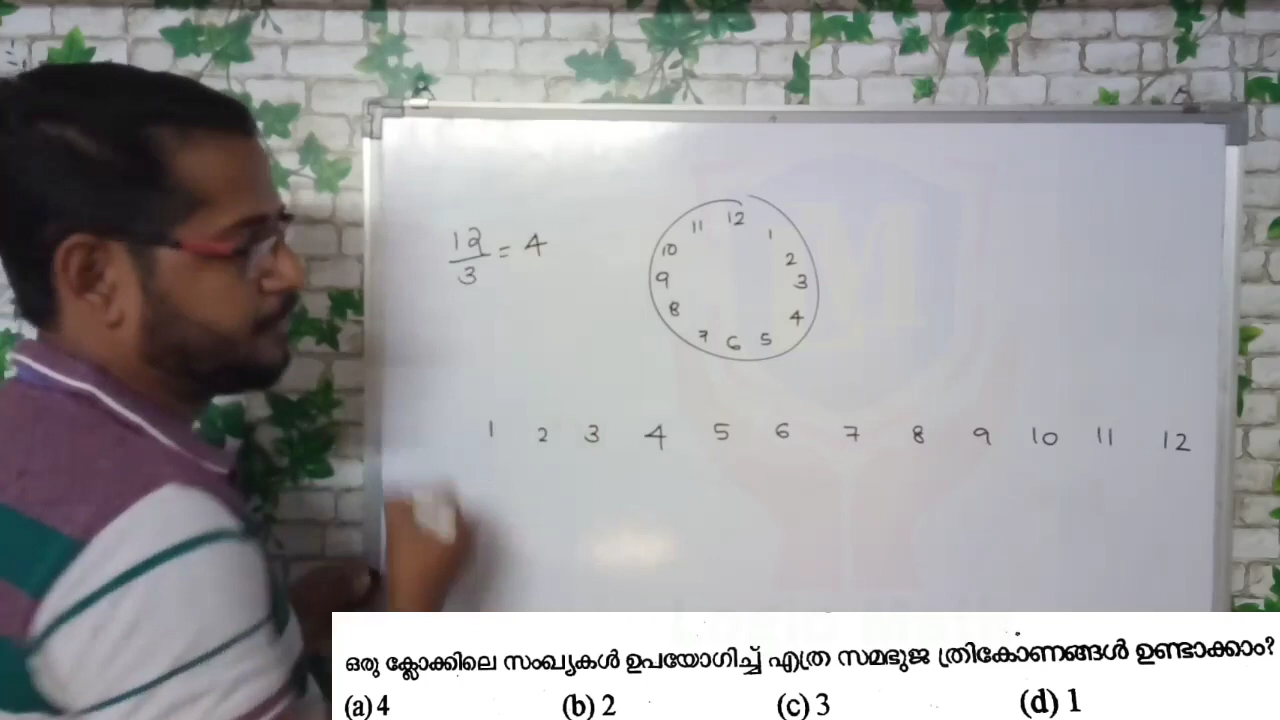 12/3 = 4
12
11 1
10 2
9 3
8 4
7 6 5
1 2 3 4 5 6 7 8 9 10 11 12
ഒരു ക്ലോക്കിലെ സംഖ്യകൾ ഉപയോഗിച്ച് എത്ര സമഭുജ ത്രികോണങ്ങൾ ഉണ്ടാക്കാം?
(a) 4 (b) 2 (c) 3 (d) 1